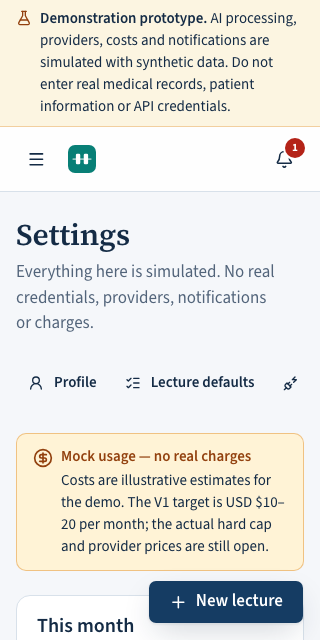 Demonstration prototype. AI processing,
providers, costs and notifications are
simulated with synthetic data. Do not
enter real medical records, patient
information or API credentials.
1
Settings
Everything here is simulated. No real
credentials, providers, notifications
or charges.
Profile
Lecture defaults
Mock usage — no real charges
Costs are illustrative estimates for
the demo. The V1 target is USD $10–
20 per month; the actual hard cap
and provider prices are still open.
This month
New lecture